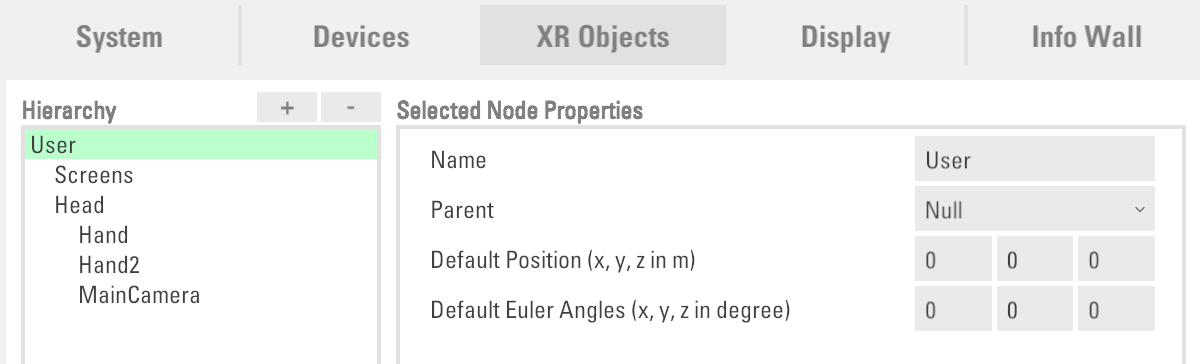 System Devices XR Objects Display Info Wall
Hierarchy + -
User
Screens
Head
Hand
Hand2
MainCamera
Selected Node Properties
Name User
Parent Null
Default Position (x, y, z in m) 0 0 0
Default Euler Angles (x, y, z in degree) 0 0 0